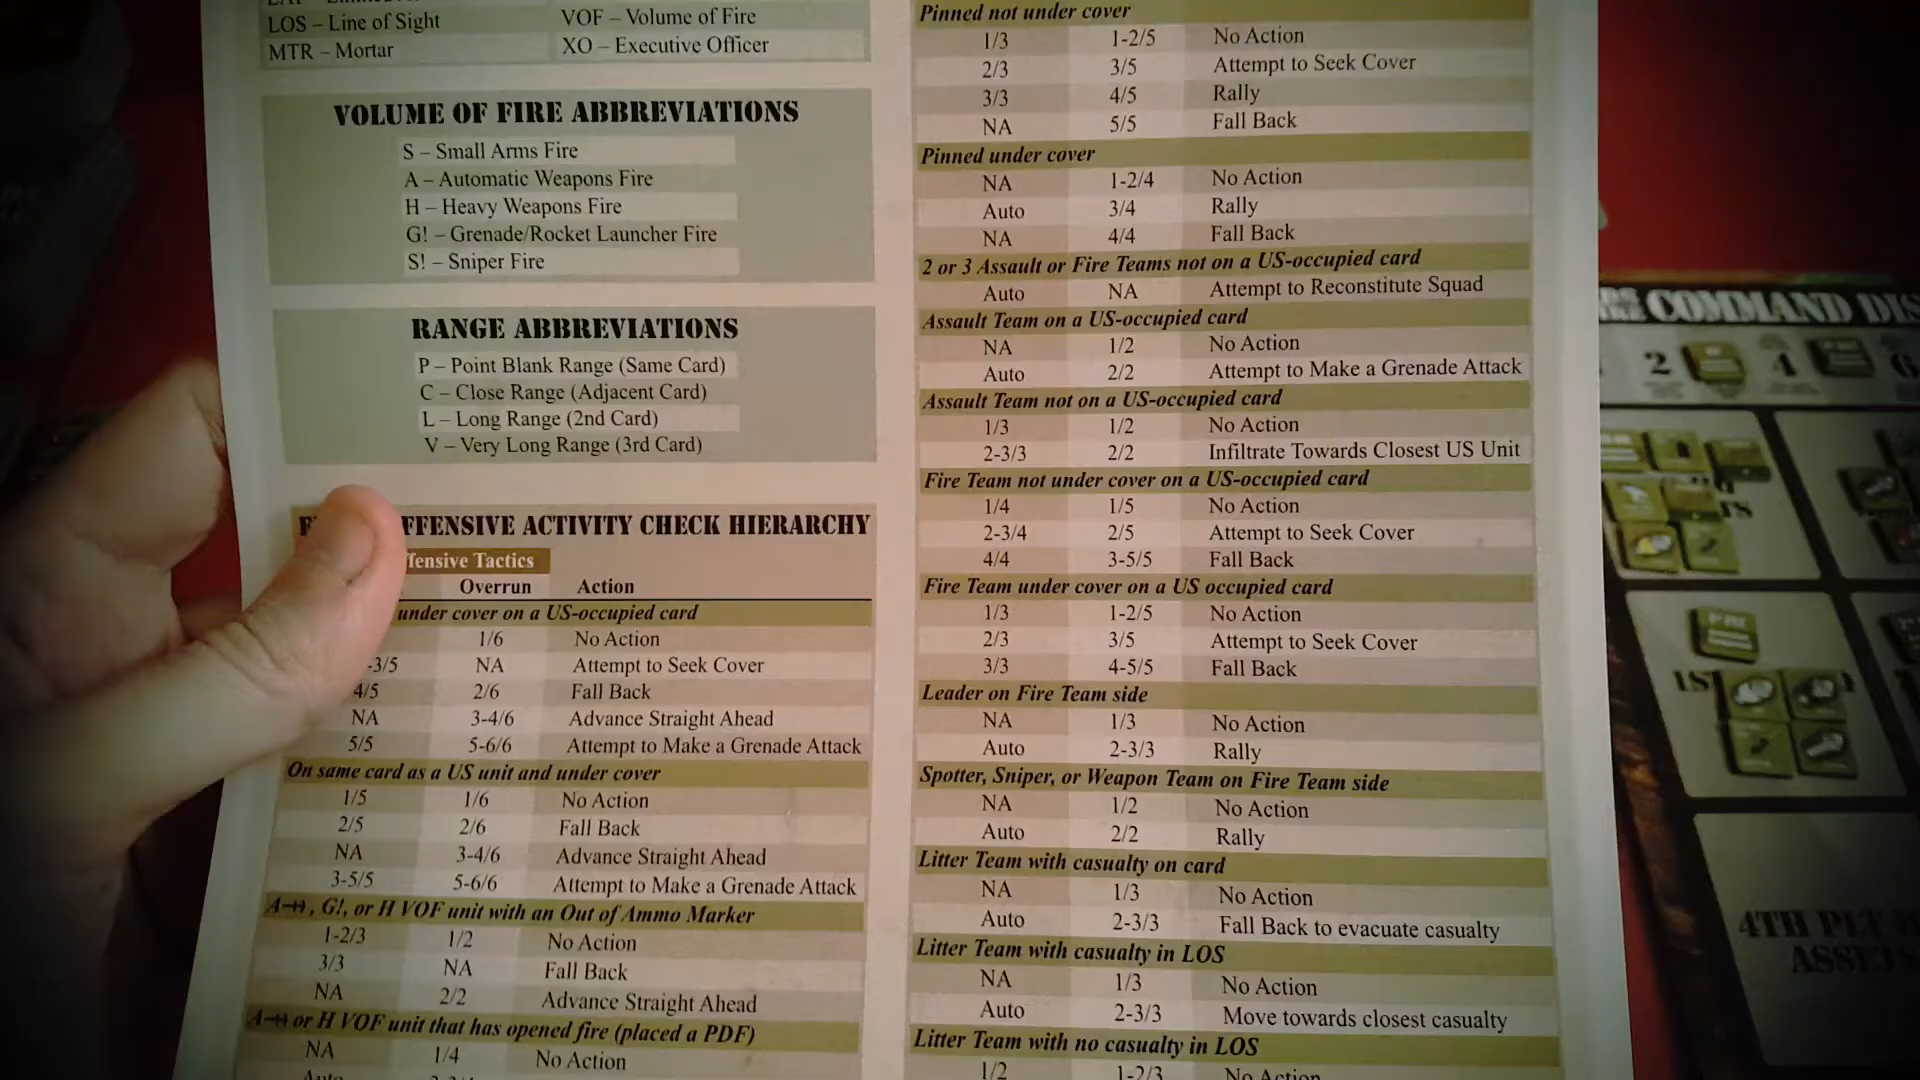 LOS – Line of Sight
MTR – Mortar
VOF – Volume of Fire
XO – Executive Officer
VOLUME OF FIRE ABBREVIATIONS
S – Small Arms Fire
A – Automatic Weapons Fire
H – Heavy Weapons Fire
G! – Grenade/Rocket Launcher Fire
S! – Sniper Fire
RANGE ABBREVIATIONS
P – Point Blank Range (Same Card)
C – Close Range (Adjacent Card)
L – Long Range (2nd Card)
V – Very Long Range (3rd Card)
FFENSIVE ACTIVITY CHECK HIERARCHY
ffensive Tactics
Overrun Action
under cover on a US-occupied card
1/6 No Action
-3/5 NA Attempt to Seek Cover
4/5 2/6 Fall Back
NA 3-4/6 Advance Straight Ahead
5/5 5-6/6 Attempt to Make a Grenade Attack
On same card as a US unit and under cover
1/5 1/6 No Action
2/5 2/6 Fall Back
NA 3-4/6 Advance Straight Ahead
3-5/5 5-6/6 Attempt to Make a Grenade Attack
A, G!, or H VOF unit with an Out of Ammo Marker
1-2/3 1/2 No Action
3/3 NA Fall Back
NA 2/2 Advance Straight Ahead
A or H VOF unit that has opened fire (placed a PDF)
NA 1/4 No Action
Auto
Pinned not under cover
1/3 1-2/5 No Action
2/3 3/5 Attempt to Seek Cover
3/3 4/5 Rally
NA 5/5 Fall Back
Pinned under cover
NA 1-2/4 No Action
Auto 3/4 Rally
NA 4/4 Fall Back
2 or 3 Assault or Fire Teams not on a US-occupied card
Auto NA Attempt to Reconstitute Squad
Assault Team on a US-occupied card
NA 1/2 No Action
Auto 2/2 Attempt to Make a Grenade Attack
Assault Team not on a US-occupied card
1/3 1/2 No Action
2-3/3 2/2 Infiltrate Towards Closest US Unit
Fire Team not under cover on a US-occupied card
1/4 1/5 No Action
2-3/4 2/5 Attempt to Seek Cover
4/4 3-5/5 Fall Back
Fire Team under cover on a US occupied card
1/3 1-2/5 No Action
2/3 3/5 Attempt to Seek Cover
3/3 4-5/5 Fall Back
Leader on Fire Team side
NA 1/3 No Action
Auto 2-3/3 Rally
Spotter, Sniper, or Weapon Team on Fire Team side
NA 1/2 No Action
Auto 2/2 Rally
Litter Team with casualty on card
NA 1/3 No Action
Auto 2-3/3 Fall Back to evacuate casualty
Litter Team with casualty in LOS
NA 1/3 No Action
Auto 2-3/3 Move towards closest casualty
Litter Team with no casualty in LOS
1/2 1-2/3 No Action
COMMAND DIS
2 4 6
1ST
4TH PLT
ASSETS